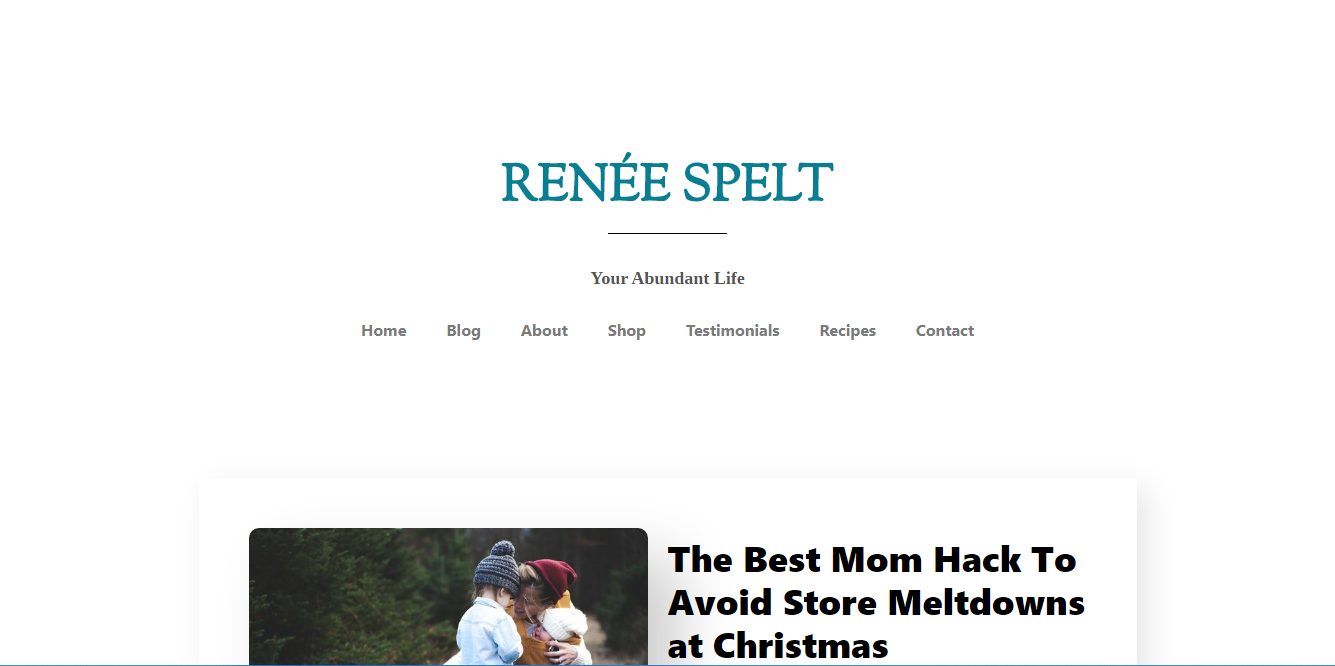 RENÉE SPELT
Your Abundant Life
Home Blog About Shop Testimonials Recipes Contact
The Best Mom Hack To
Avoid Store Meltdowns
at Christmas